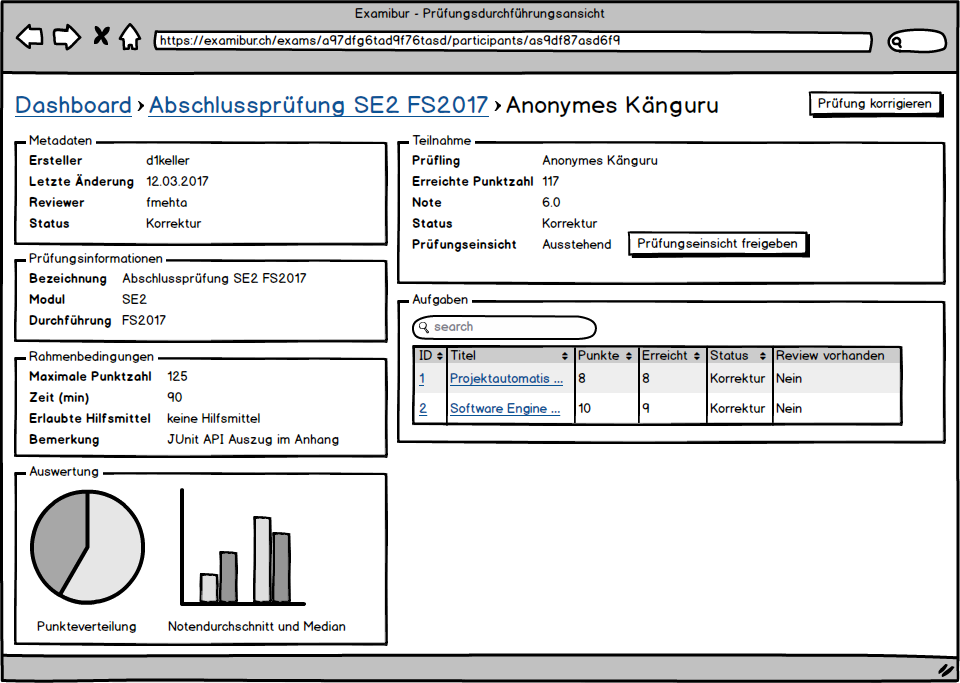 Examibur - Prüfungsdurchführungsansicht
https://examibur.ch/exams/a97dfg6tad9f76tasd/participants/as9df87asd6f9
Dashboard › Abschlussprüfung SE2 FS2017 › Anonymes Känguru
Prüfung korrigieren
Metadaten
Ersteller d1keller
Letzte Änderung 12.03.2017
Reviewer fmehta
Status Korrektur
Prüfungsinformationen
Bezeichnung Abschlussprüfung SE2 FS2017
Modul SE2
Durchführung FS2017
Rahmenbedingungen
Maximale Punktzahl 125
Zeit (min) 90
Erlaubte Hilfsmittel keine Hilfsmittel
Bemerkung JUnit API Auszug im Anhang
Auswertung
Punkteverteilung
Notendurchschnitt und Median
Teilnahme
Prüfling Anonymes Känguru
Erreichte Punktzahl 117
Note 6.0
Status Korrektur
Prüfungseinsicht Ausstehend Prüfungseinsicht freigeben
Aufgaben
search
ID Titel Punkte Erreicht Status Review vorhanden
1 Projektautomatis ... 8 8 Korrektur Nein
2 Software Engine ... 10 9 Korrektur Nein